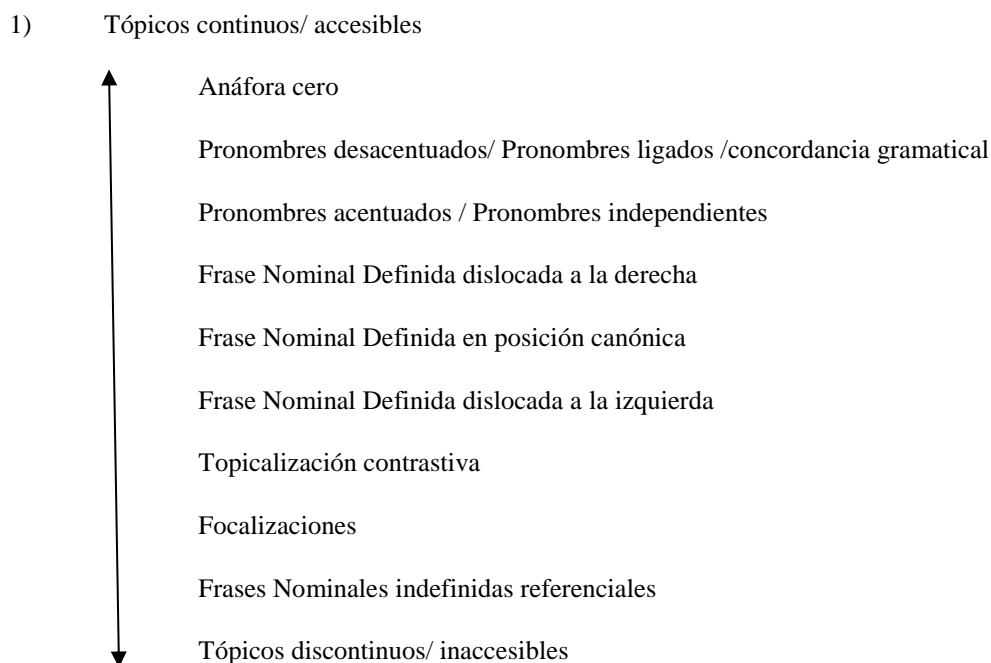 1) Tópicos continuos/ accesibles
Anáfora cero
Pronombres desacentuados/ Pronombres ligados /concordancia gramatical
Pronombres acentuados / Pronombres independientes
Frase Nominal Definida dislocada a la derecha
Frase Nominal Definida en posición canónica
Frase Nominal Definida dislocada a la izquierda
Topicalización contrastiva
Focalizaciones
Frases Nominales indefinidas referenciales
Tópicos discontinuos/ inaccesibles